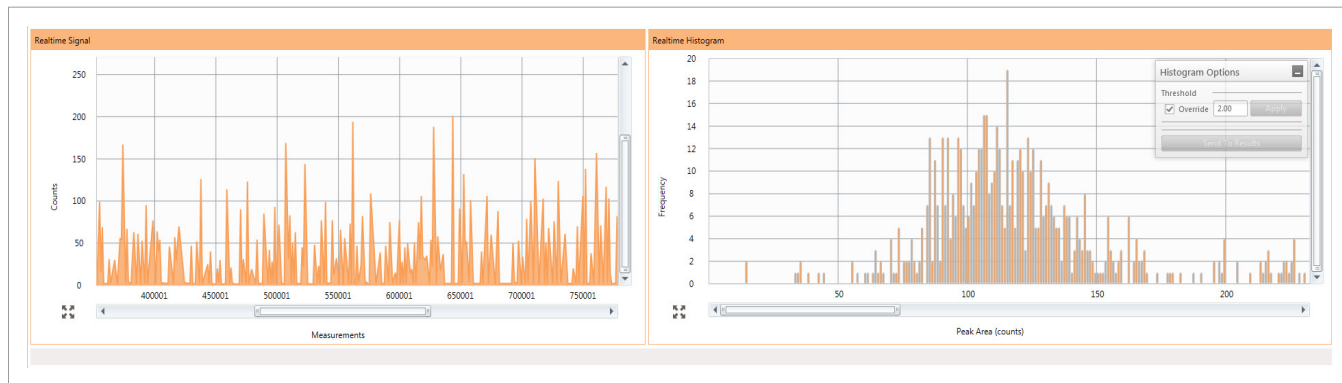 Realtime Signal
250
200
150
100
50
0
Counts
400001 450001 500001 550001 600001 650001 700001 750001
Measurements
Realtime Histogram
20
18
16
14
12
10
8
6
4
2
0
Frequency
50 100 150 200
Peak Area (counts)
Histogram Options
Threshold
Override 2.00 Apply
Send To Results